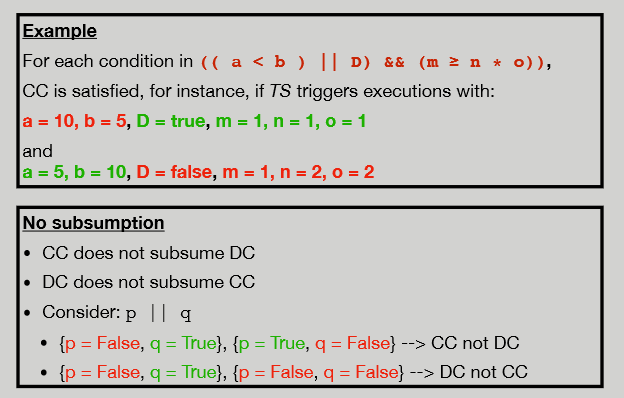 Example
For each condition in (( a < b ) || D) && (m ≥ n * o)),
CC is satisfied, for instance, if TS triggers executions with:
a = 10, b = 5, D = true, m = 1, n = 1, o = 1
and
a = 5, b = 10, D = false, m = 1, n = 2, o = 2
No subsumption
• CC does not subsume DC
• DC does not subsume CC
• Consider: p || q
• {p = False, q = True}, {p = True, q = False} --> CC not DC
• {p = False, q = True}, {p = False, q = False} --> DC not CC